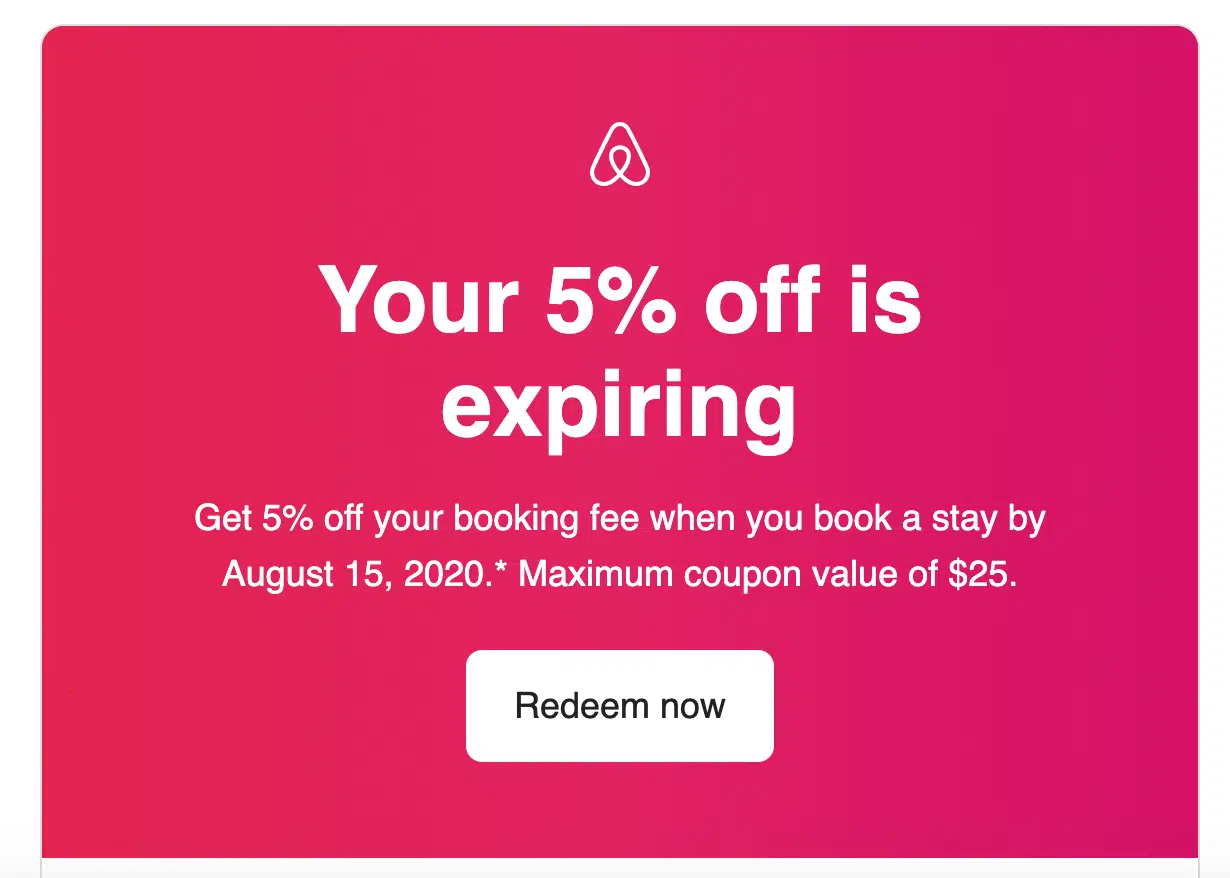 Your 5% off is
expiring
Get 5% off your booking fee when you book a stay by
August 15, 2020.* Maximum coupon value of $25.
Redeem now